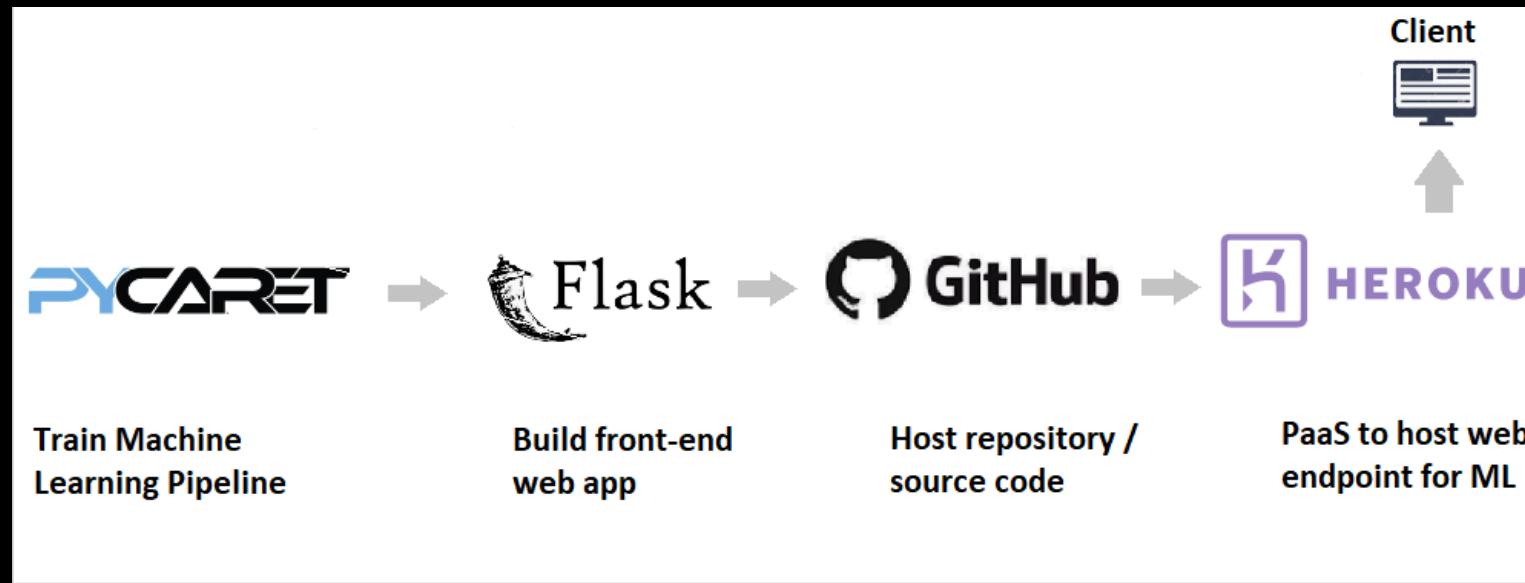 Client
PYCARET
Flask
GitHub
HEROKU
Train Machine
Learning Pipeline
Build front-end
web app
Host repository /
source code
PaaS to host web
endpoint for ML